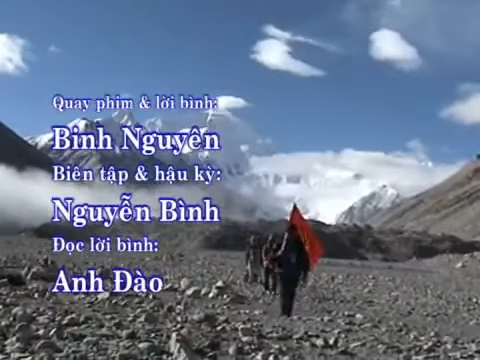 Quay phim & lời bình:
Bình Nguyên
Biên tập & hậu kỳ:
Nguyễn Bình
Đọc lời bình:
Anh Đào